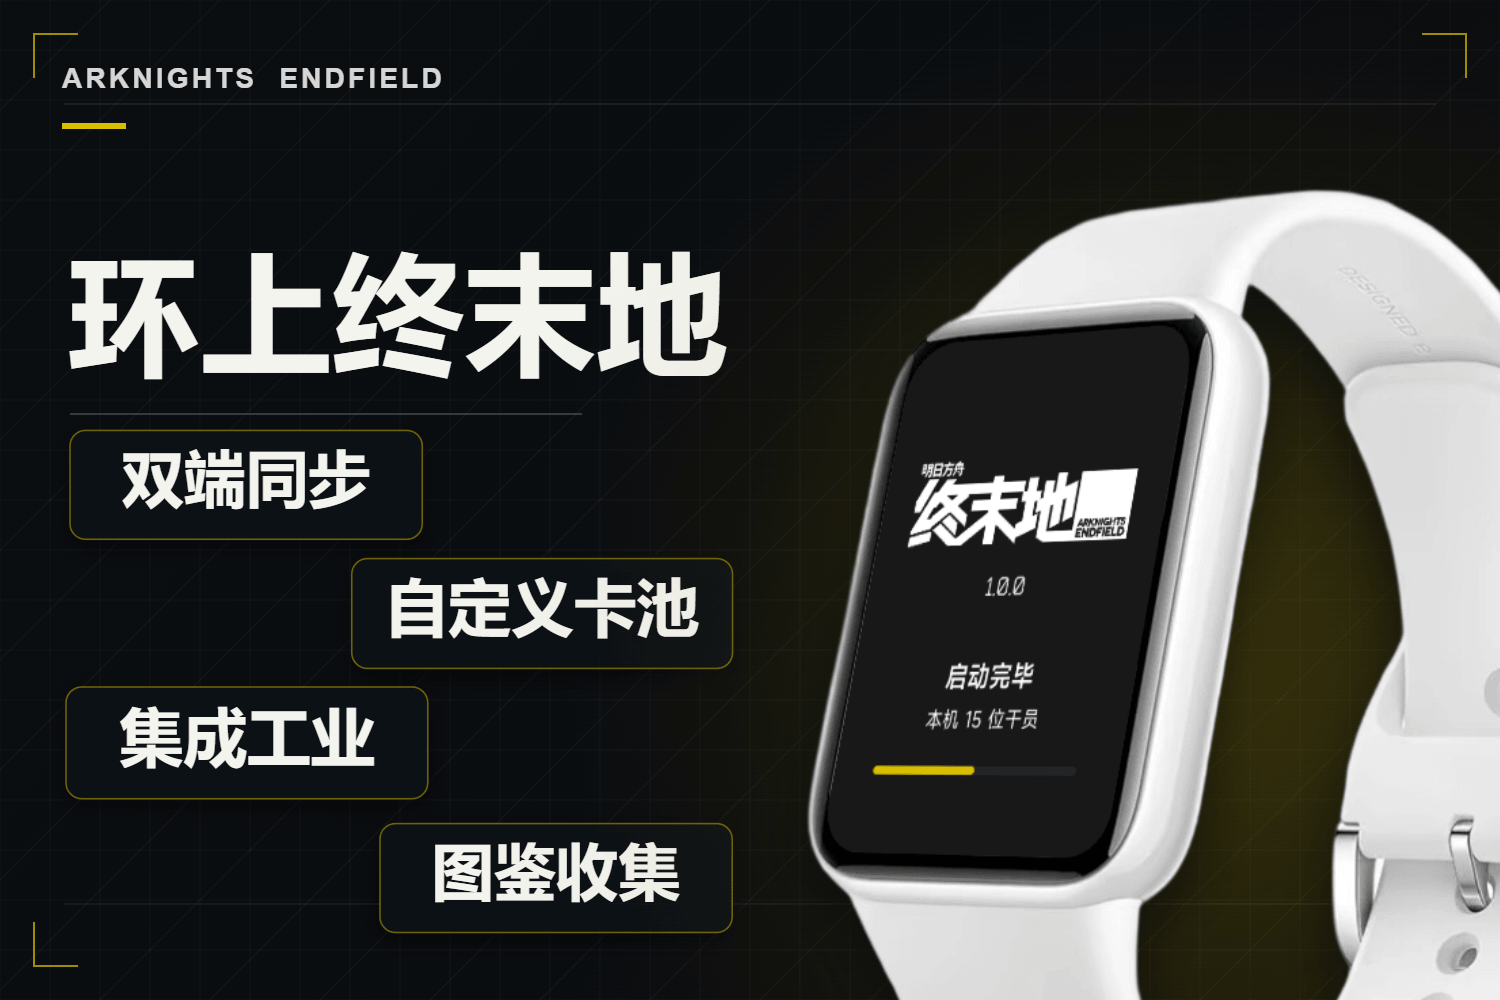 ARKNIGHTS ENDFIELD
环上终末地
双端同步
自定义卡池
集成工业
图鉴收集
明日方舟
终末地
ARKNIGHTS
ENDFIELD
1.0.0
启动完毕
本机 15 位干员
DESIGNED